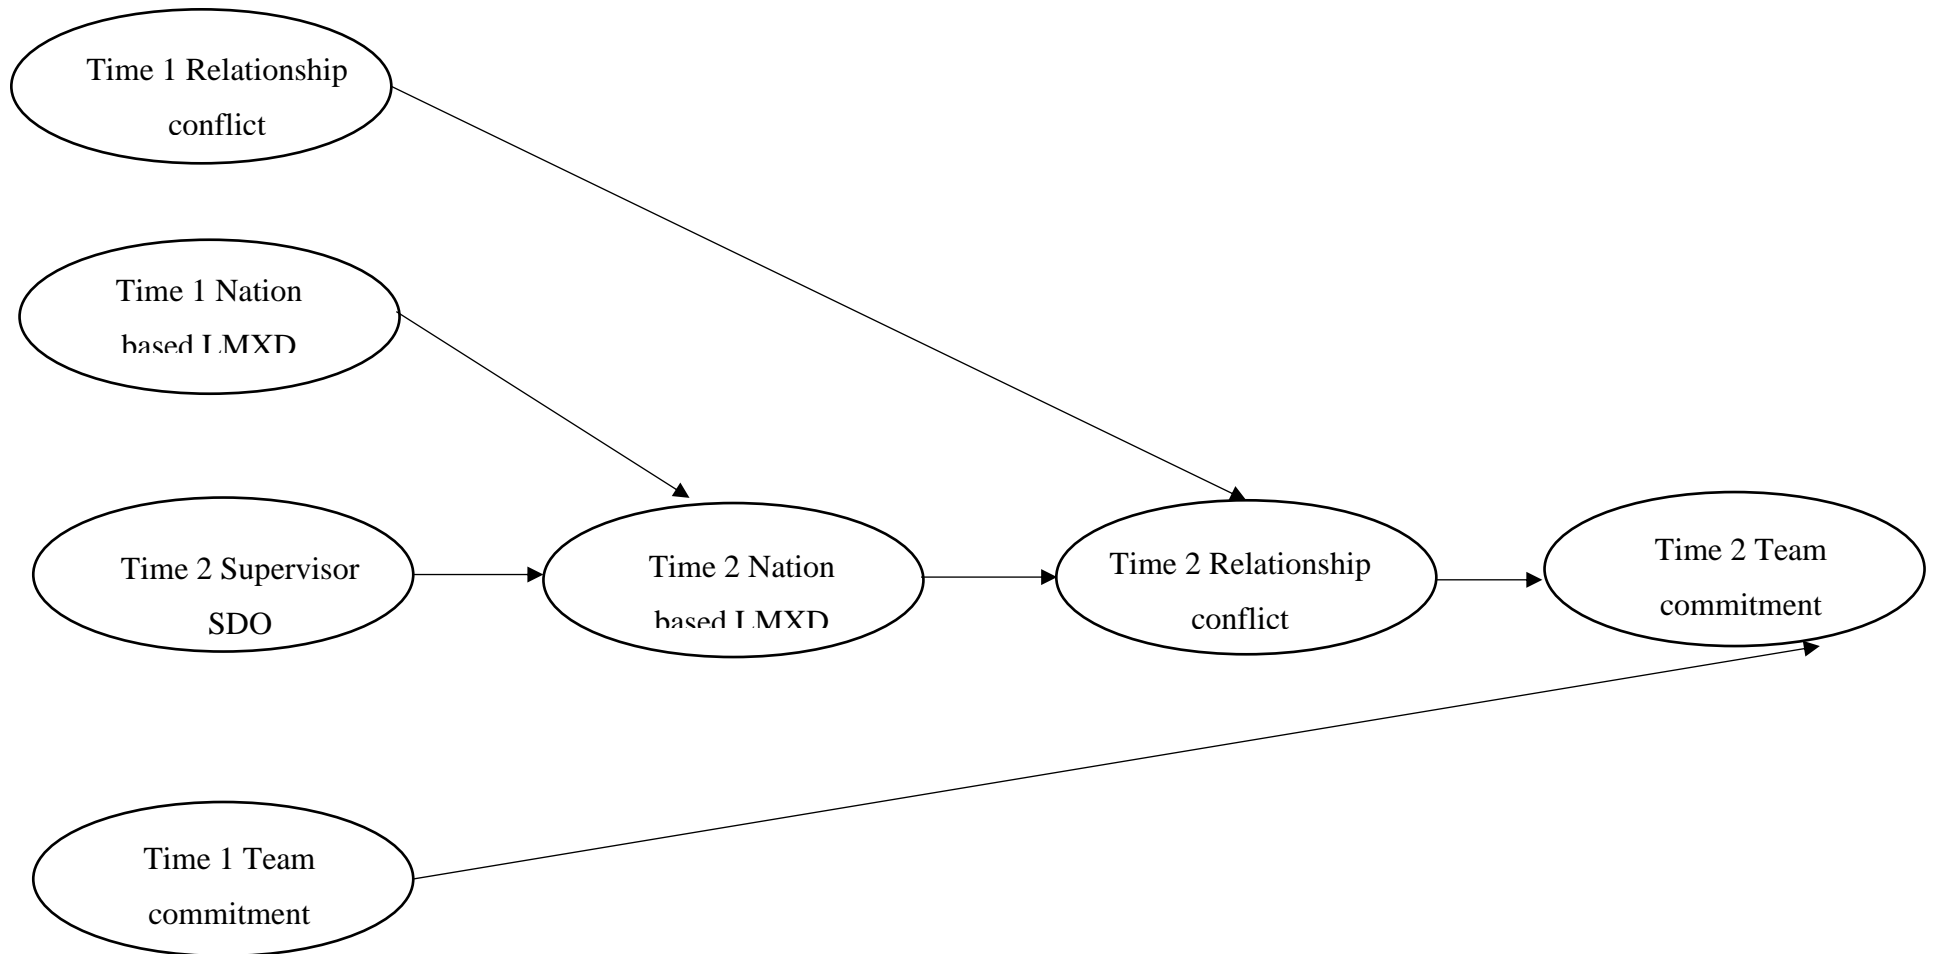 Time 1 Relationship
conflict
Time 1 Nation
based LMXD
Time 2 Supervisor
SDO
Time 2 Nation
based LMXD
Time 2 Relationship
conflict
Time 2 Team
commitment
Time 1 Team
commitment